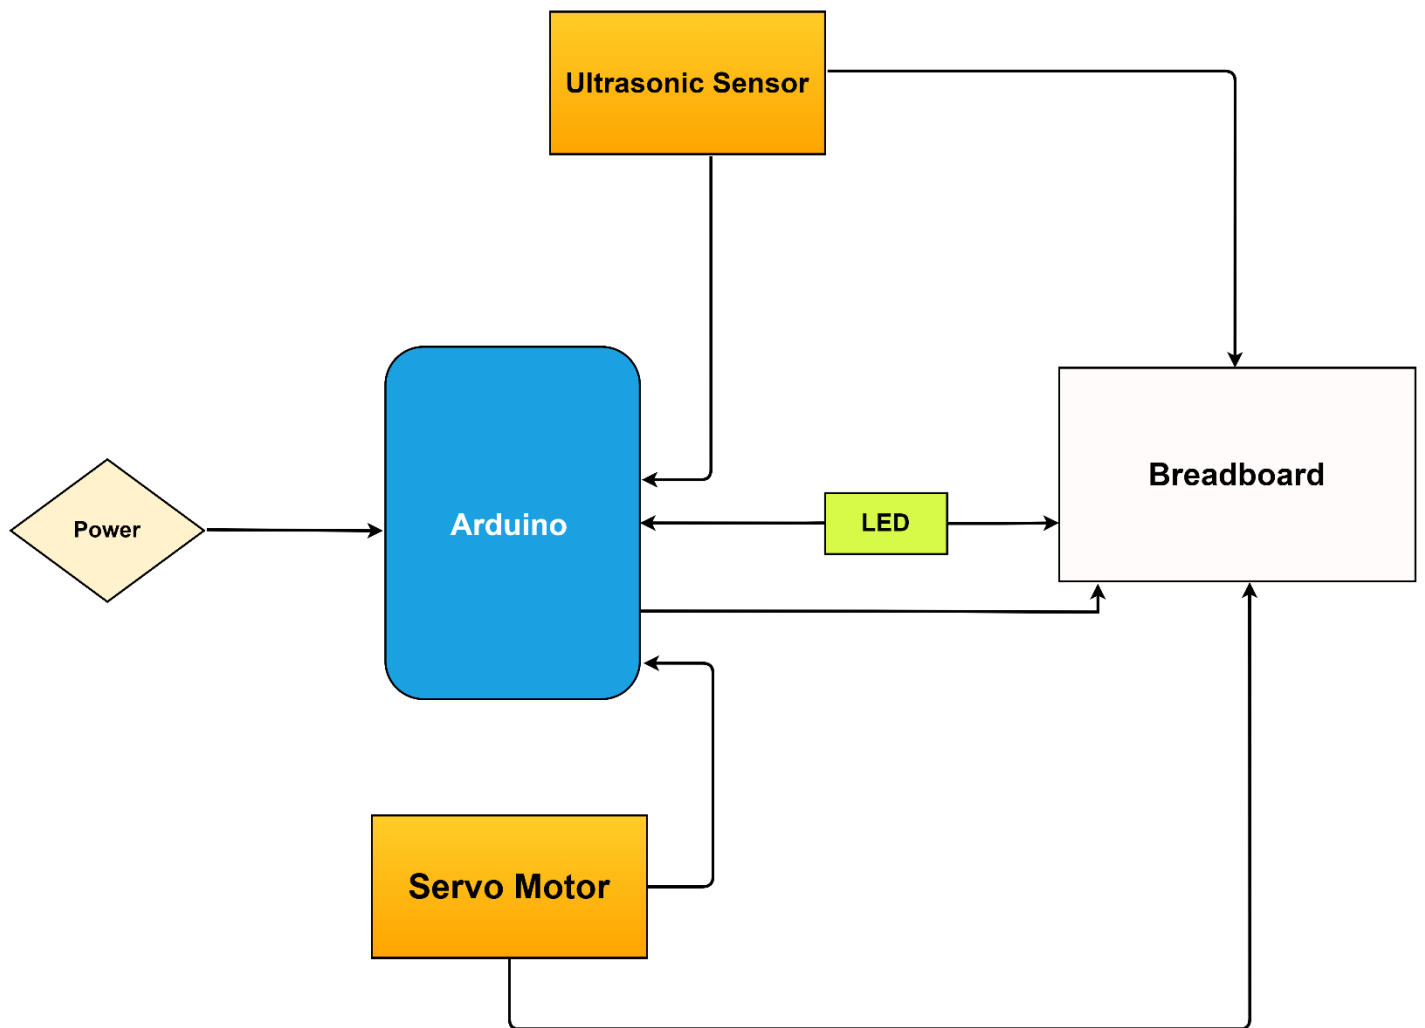 Ultrasonic Sensor
Breadboard
Power
Arduino
LED
Servo Motor